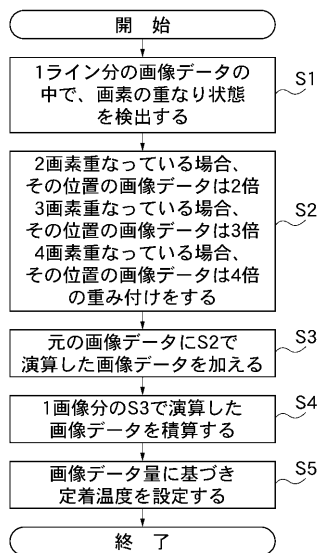 開 始
1ライン分の画像データの
中で、画素の重なり状態
を検出する
S1
2画素重なっている場合、
その位置の画像データは2倍
3画素重なっている場合、
その位置の画像データは3倍
4画素重なっている場合、
その位置の画像データは4倍
の重み付けをする
S2
元の画像データにS2で
演算した画像データを加える
S3
1画像分のS3で演算した
画像データを積算する
S4
画像データ量に基づき
定着温度を設定する
S5
終 了